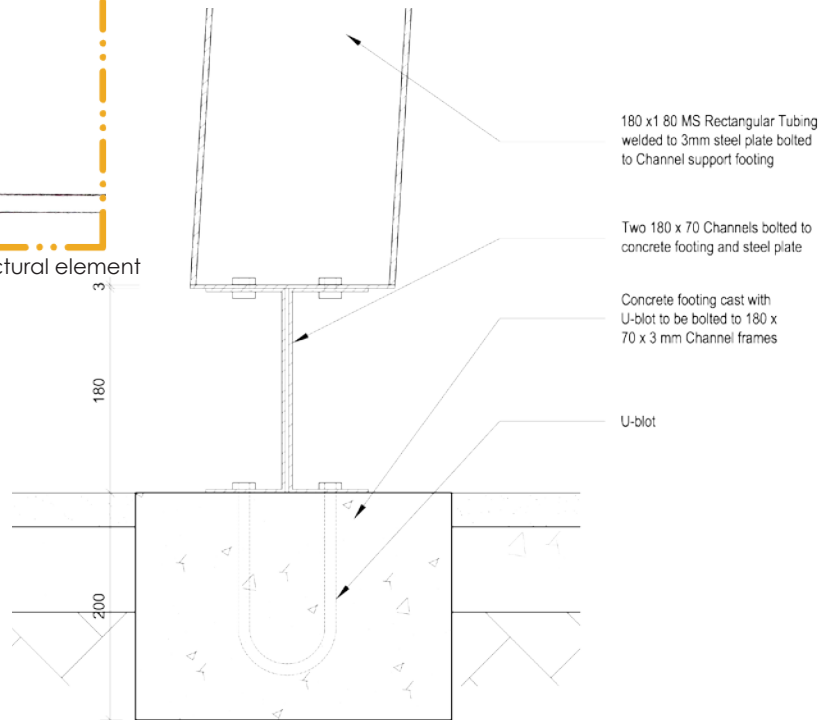 180 x1 80 MS Rectangular Tubing
welded to 3mm steel plate bolted
to Channel support footing
Two 180 x 70 Channels bolted to
concrete footing and steel plate
Concrete footing cast with
U-blot to be bolted to 180 x
70 x 3 mm Channel frames
U-blot
ctural element
3
180
200